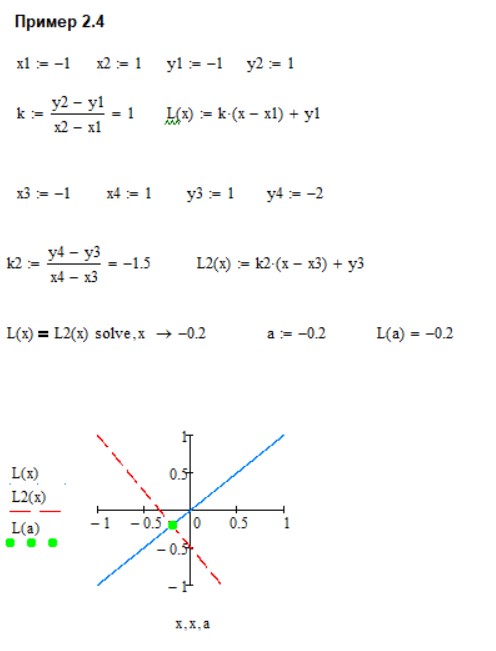 Пример 2.4
x1 := −1 x2 := 1 y1 := −1 y2 := 1
k := (y2 − y1)/(x2 − x1) = 1 L(x) := k·(x − x1) + y1
x3 := −1 x4 := 1 y3 := 1 y4 := −2
k2 := (y4 − y3)/(x4 − x3) = −1.5 L2(x) := k2·(x − x3) + y3
L(x) = L2(x) solve,x → −0.2 a := −0.2 L(a) = −0.2
1
0.5
L(x)
L2(x)
L(a)
−1 −0.5 0 0.5 1
−0.5
−1
x,x,a